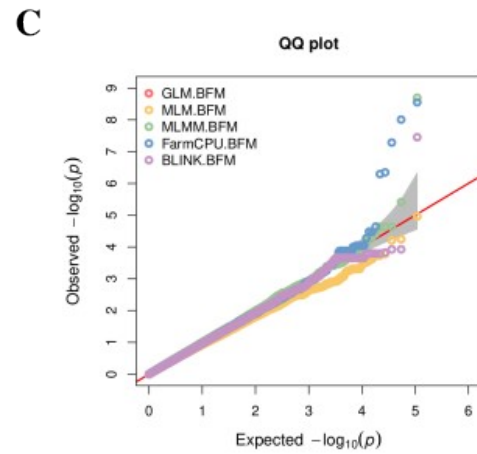 C
QQ plot
GLM.BFM
MLM.BFM
MLMM.BFM
FarmCPU.BFM
BLINK.BFM
Observed −log₁₀(p)
9
8
7
6
5
4
3
2
1
0
0 1 2 3 4 5 6
Expected −log₁₀(p)